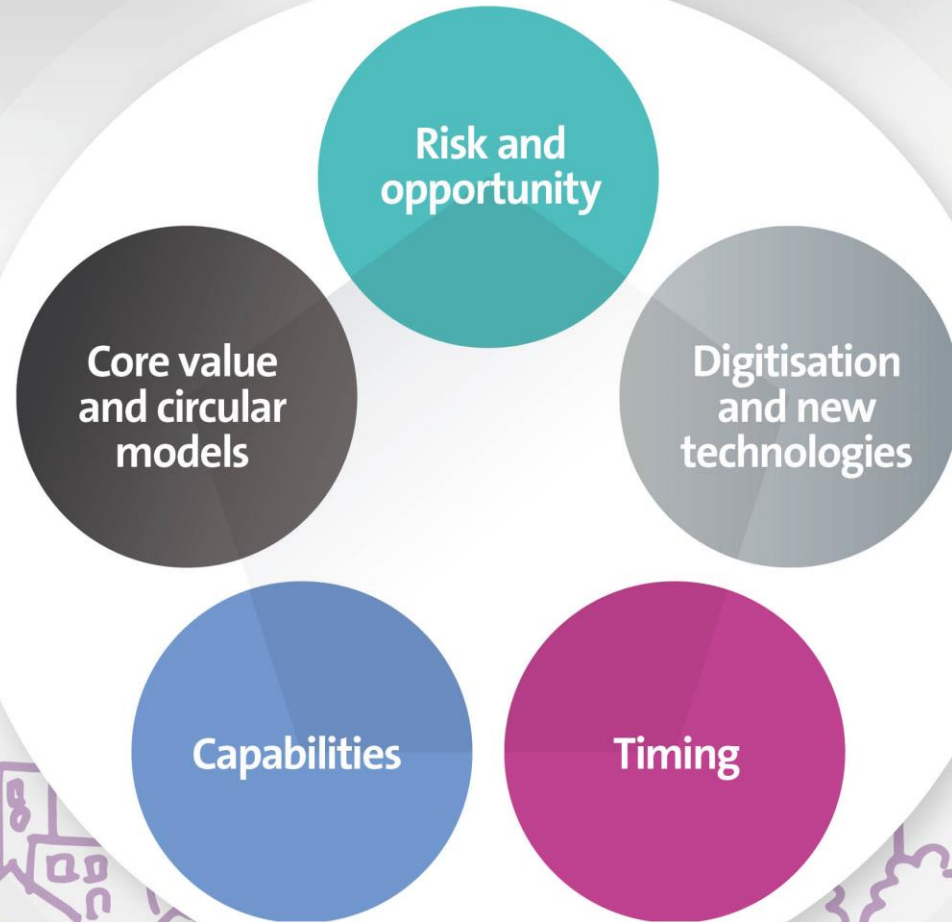 Risk and
opportunity
Core value
and circular
models
Digitisation
and new
technologies
Capabilities
Timing